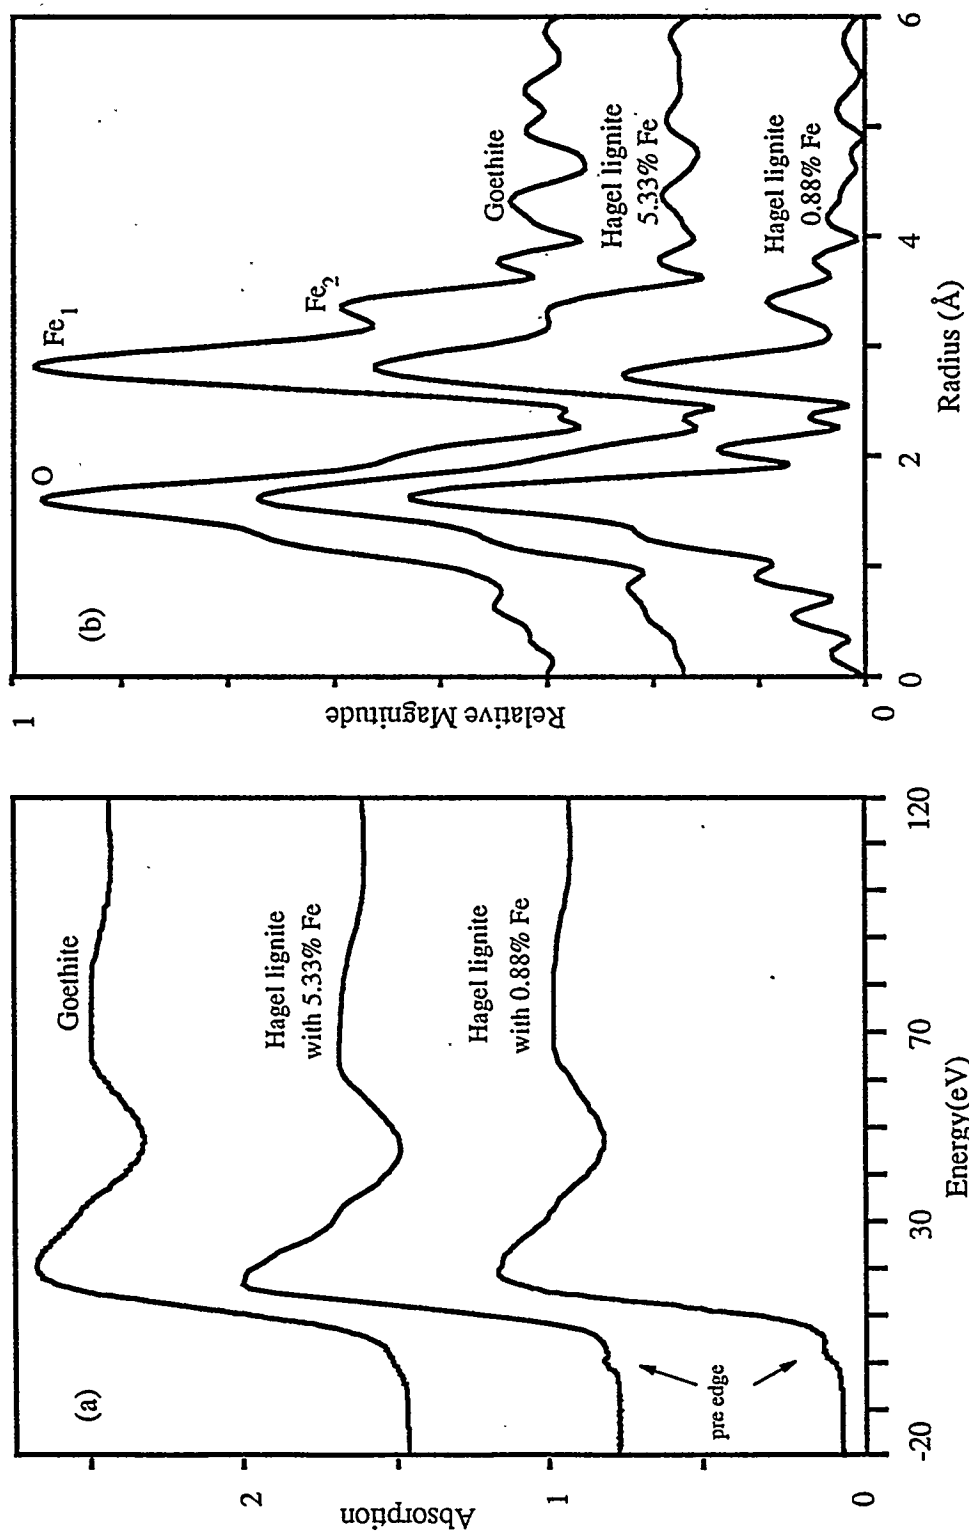 (a)
Absorption
2
1
0
Goethite
Hagel lignite
with 5.33% Fe
Hagel lignite
with 0.88% Fe
pre edge
-20
30
70
120
Energy(eV)
(b)
Relative Magnitude
1
0
O
Fe1
Fe2
Goethite
Hagel lignite
5.33% Fe
Hagel lignite
0.88% Fe
0
2
4
6
Radius (Å)